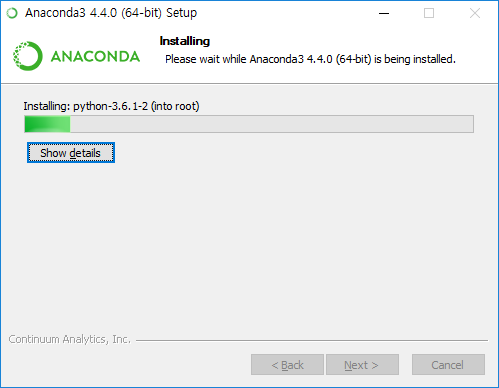 Anaconda3 4.4.0 (64-bit) Setup
ANACONDA
Installing
Please wait while Anaconda3 4.4.0 (64-bit) is being installed.
Installing: python-3.6.1-2 (into root)
Show details
Continuum Analytics, Inc.
< Back
Next >
Cancel